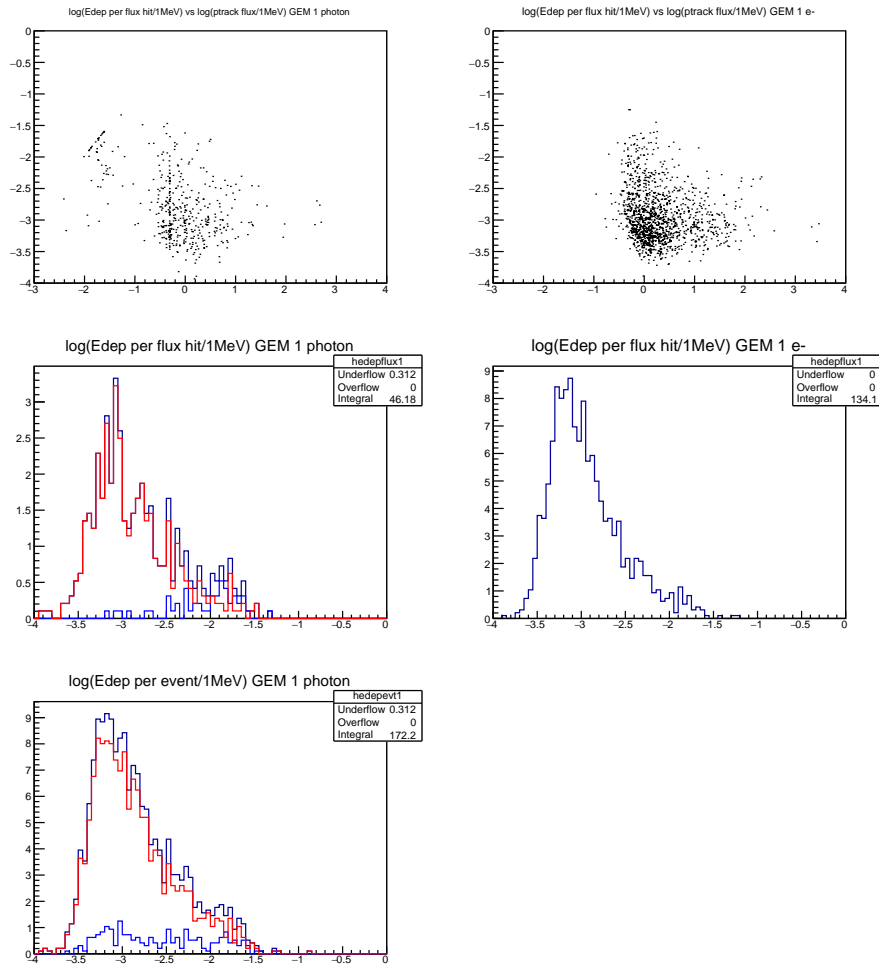 log(Edep per flux hit/1MeV) vs log(ptrack flux/1MeV) GEM 1 photon
0
−0.5
−1
−1.5
−2
−2.5
−3
−3.5
−4
−3 −2 −1 0 1 2 3 4
log(Edep per flux hit/1MeV) vs log(ptrack flux/1MeV) GEM 1 e-
0
−0.5
−1
−1.5
−2
−2.5
−3
−3.5
−4
−3 −2 −1 0 1 2 3 4
log(Edep per flux hit/1MeV) GEM 1 photon
hedepflux1
Underflow 0.312
Overflow 0
Integral 46.18
3
2.5
2
1.5
1
0.5
0
−4 −3.5 −3 −2.5 −2 −1.5 −1 −0.5 0
log(Edep per flux hit/1MeV) GEM 1 e-
hedepflux1
Underflow 0
Overflow 0
Integral 134.1
9
8
7
6
5
4
3
2
1
0
−4 −3.5 −3 −2.5 −2 −1.5 −1 −0.5 0
log(Edep per event/1MeV) GEM 1 photon
hedepevt1
Underflow 0.312
Overflow 0
Integral 172.2
9
8
7
6
5
4
3
2
1
0
−4 −3.5 −3 −2.5 −2 −1.5 −1 −0.5 0